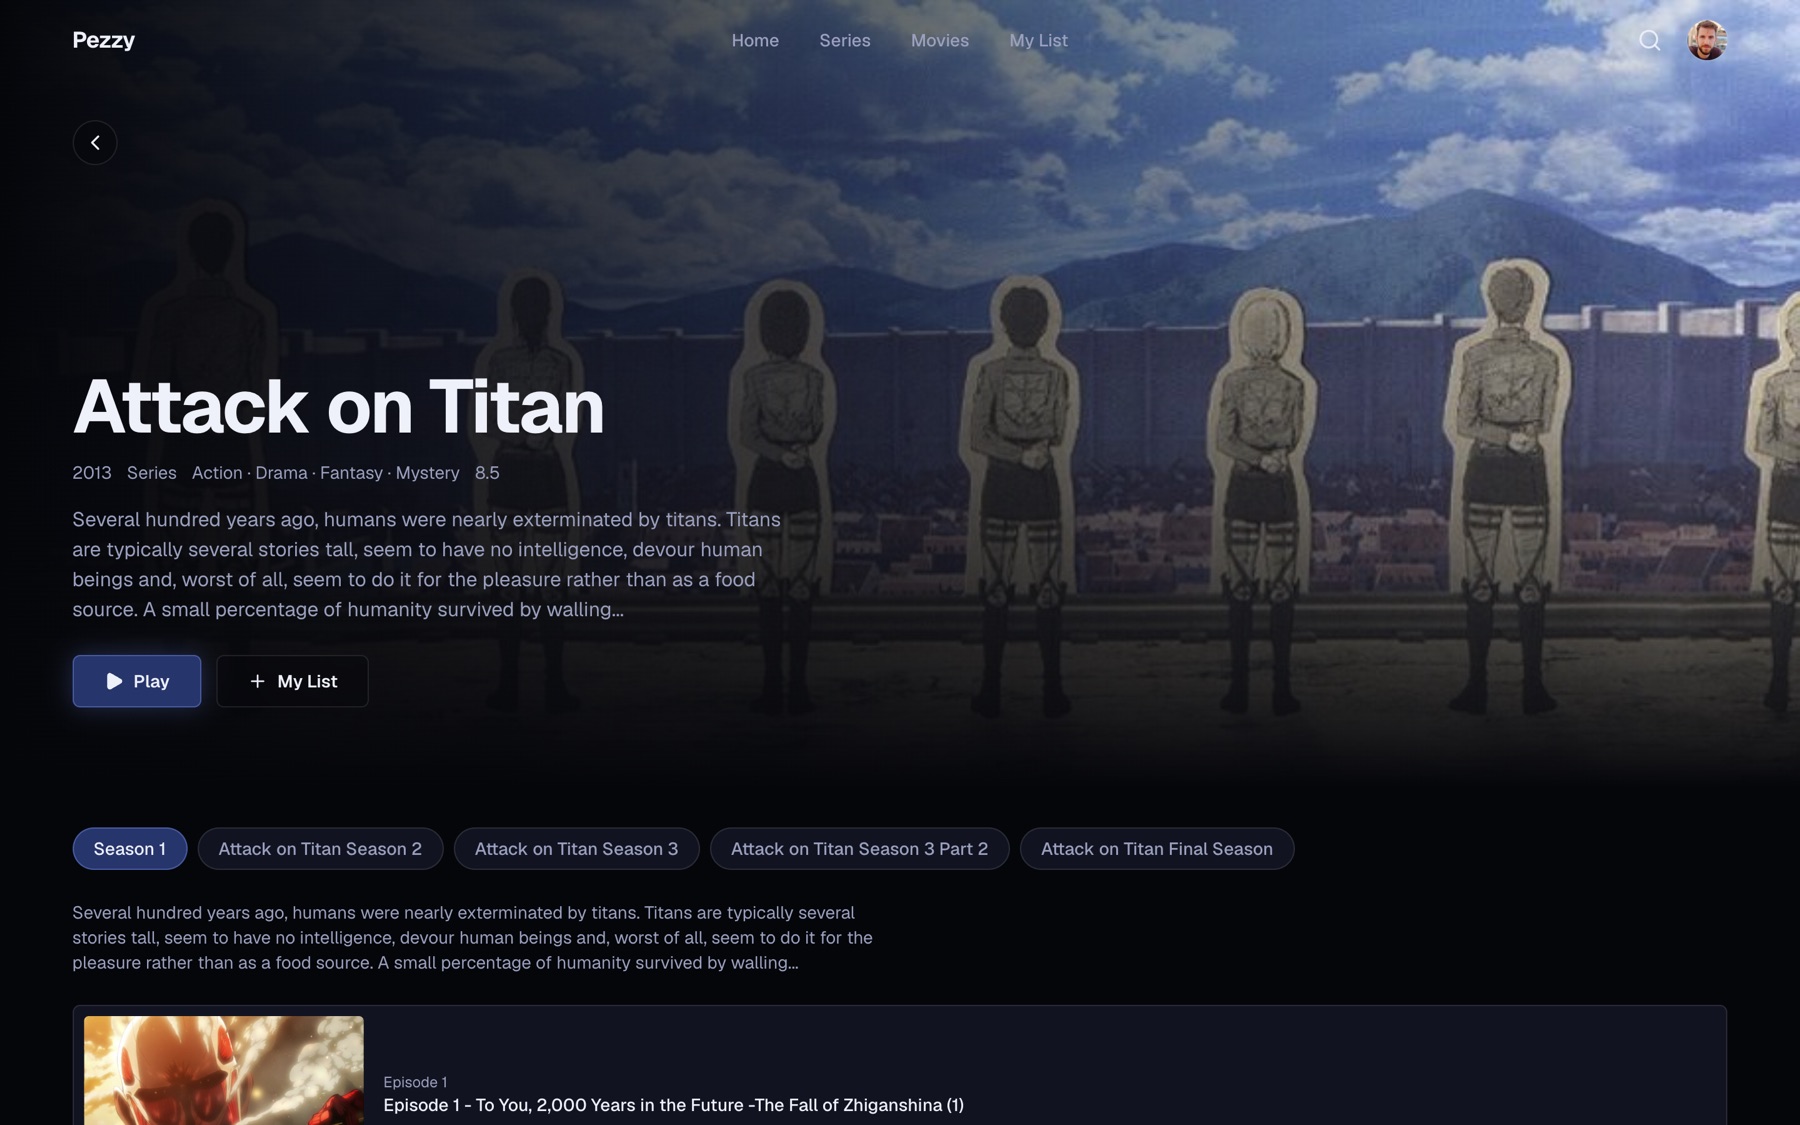 Pezzy
Home
Series
Movies
My List
Attack on Titan
2013 Series Action · Drama · Fantasy · Mystery 8.5
Several hundred years ago, humans were nearly exterminated by titans. Titans
are typically several stories tall, seem to have no intelligence, devour human
beings and, worst of all, seem to do it for the pleasure rather than as a food
source. A small percentage of humanity survived by walling...
Play
My List
Season 1
Attack on Titan Season 2
Attack on Titan Season 3
Attack on Titan Season 3 Part 2
Attack on Titan Final Season
Several hundred years ago, humans were nearly exterminated by titans. Titans are typically several
stories tall, seem to have no intelligence, devour human beings and, worst of all, seem to do it for the
pleasure rather than as a food source. A small percentage of humanity survived by walling...
Episode 1
Episode 1 - To You, 2,000 Years in the Future -The Fall of Zhiganshina (1)